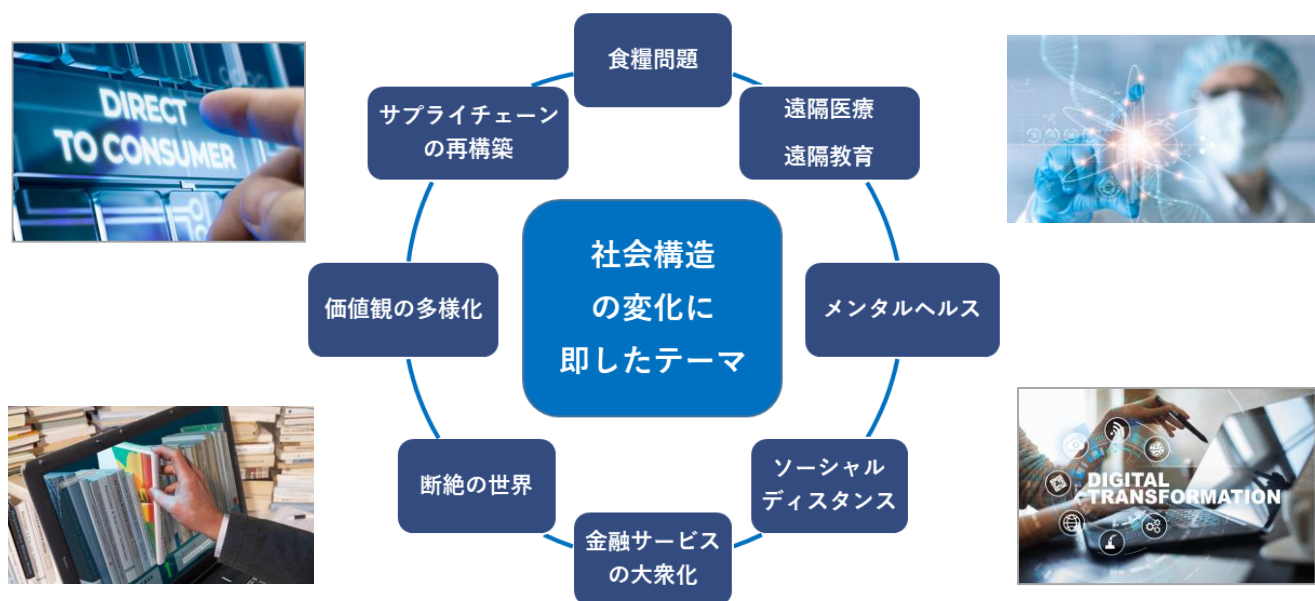 食糧問題
サプライチェーン
の再構築
遠隔医療
遠隔教育
DIRECT
TO CONSUMER
社会構造
の変化に
即したテーマ
価値観の多様化
メンタルヘルス
断絶の世界
ソーシャル
ディスタンス
金融サービス
の大衆化
DIGITAL
TRANSFORMATION
AI